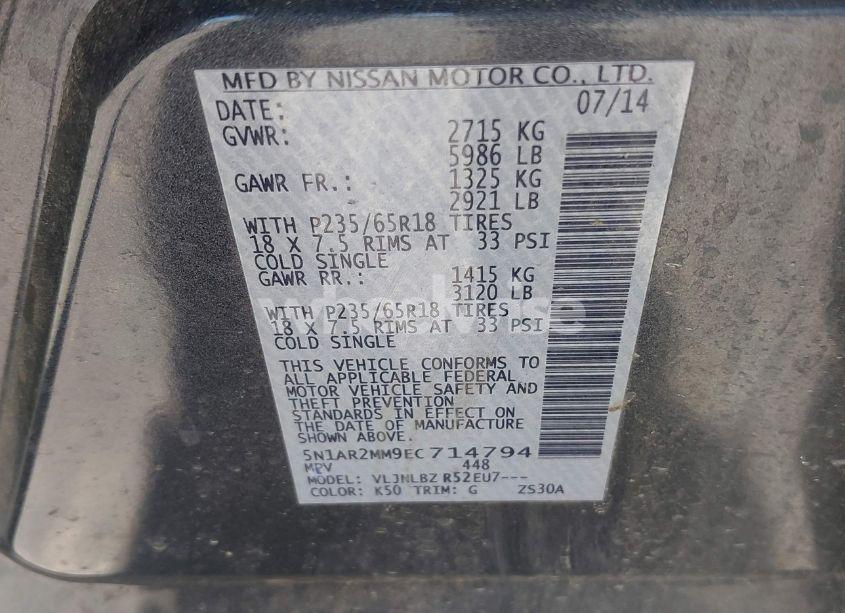 MFD BY NISSAN MOTOR CO., LTD.
DATE: 07/14
GVWR: 2715 KG
5986 LB
GAWR FR.: 1325 KG
2921 LB
WITH P235/65R18 TIRES
18 X 7.5 RIMS AT 33 PSI
COLD SINGLE
GAWR RR.: 1415 KG
3120 LB
WITH P235/65R18 TIRES
18 X 7.5 RIMS AT 33 PSI
COLD SINGLE
THIS VEHICLE CONFORMS TO
ALL APPLICABLE FEDERAL
MOTOR VEHICLE SAFETY AND
THEFT PREVENTION
STANDARDS IN EFFECT ON
THE DATE OF MANUFACTURE
SHOWN ABOVE.
5N1AR2MM9EC714794
MPV 448
MODEL: VLJNLBZ R52EU7---
COLOR: K50 TRIM: G ZS30A